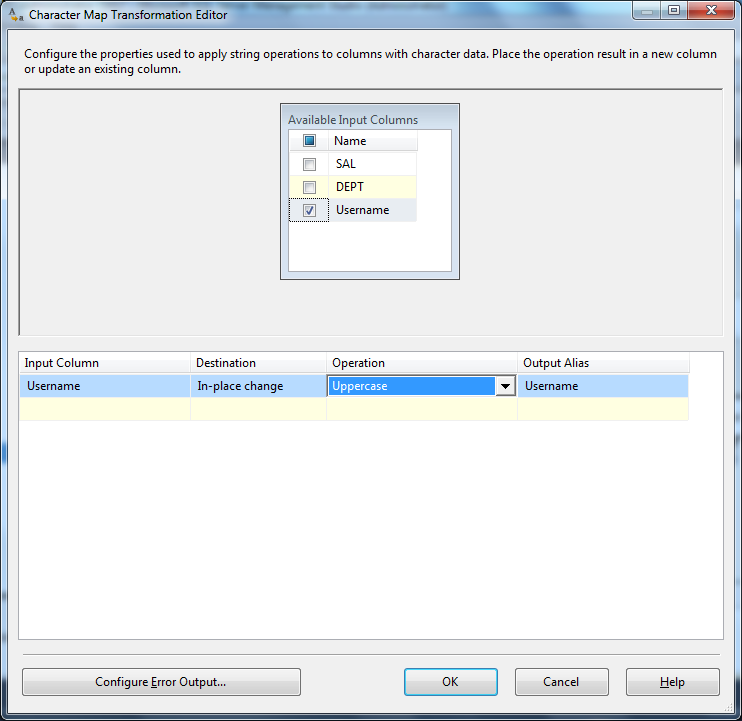 Character Map Transformation Editor
Configure the properties used to apply string operations to columns with character data. Place the operation result in a new column
or update an existing column.
Available Input Columns
Name
SAL
DEPT
Username
Input Column Destination Operation Output Alias
Username In-place change Uppercase Username
Configure Error Output... OK Cancel Help